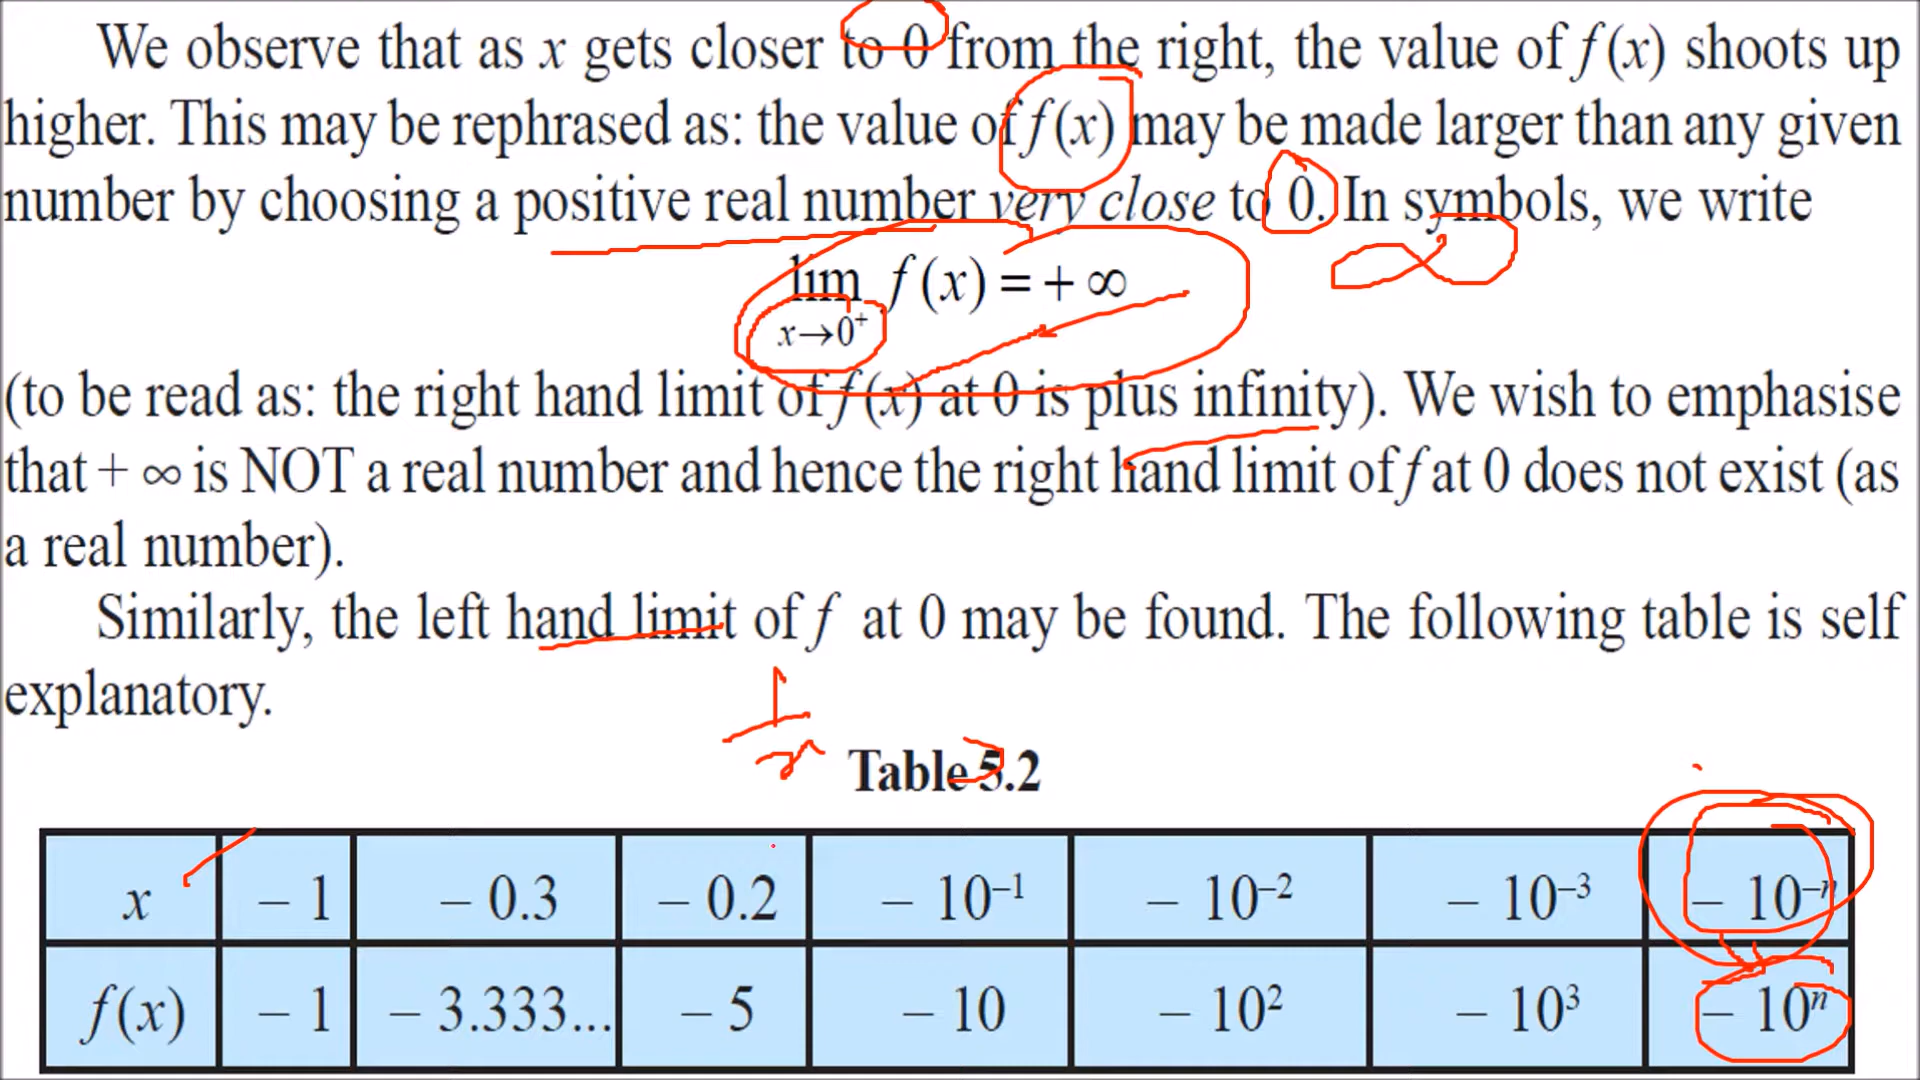 We observe that as x gets closer to 0 from the right, the value of f (x) shoots up
higher. This may be rephrased as: the value of f (x) may be made larger than any given
number by choosing a positive real number very close to 0. In symbols, we write
lim f (x) = + ∞
x→0⁺
(to be read as: the right hand limit of f (x) at 0 is plus infinity). We wish to emphasise
that + ∞ is NOT a real number and hence the right hand limit of f at 0 does not exist (as
a real number).
Similarly, the left hand limit of f at 0 may be found. The following table is self
explanatory.
1
x
Table 5.2
x – 1 – 0.3 – 0.2 – 10⁻¹ – 10⁻² – 10⁻³ – 10⁻ⁿ
f (x) – 1 – 3.333... – 5 – 10 – 10² – 10³ – 10ⁿ